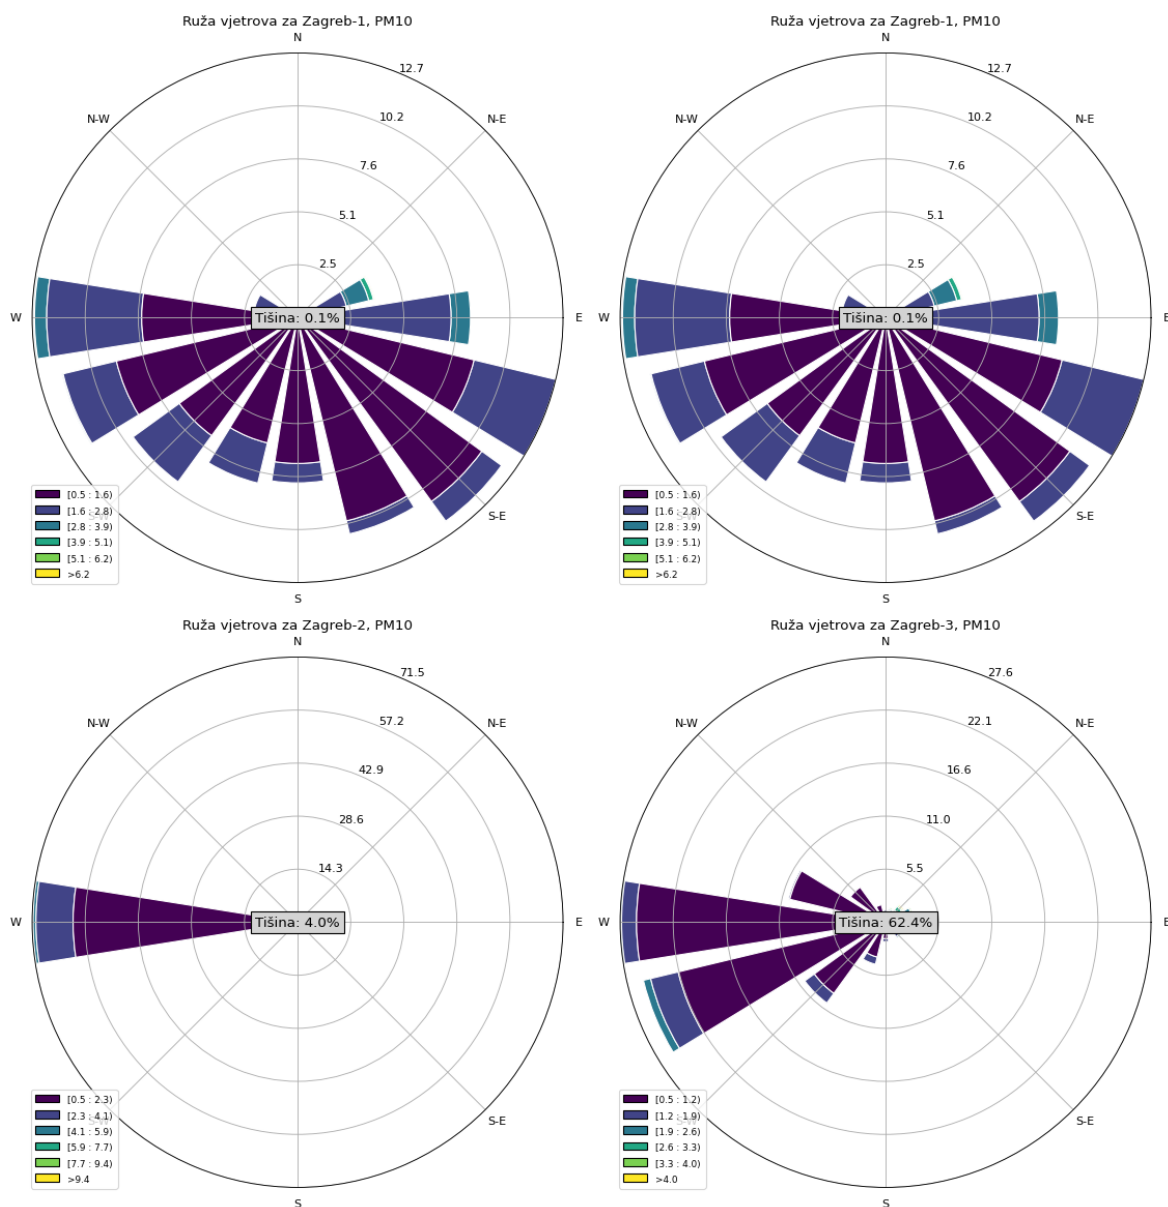 Ruža vjetrova za Zagreb-1, PM10
N
12.7
10.2
7.6
5.1
2.5
N-W
N-E
W
Tišina: 0.1%
E
S-W
S-E
S
[0.5 : 1.6)
[1.6 : 2.8)
[2.8 : 3.9)
[3.9 : 5.1)
[5.1 : 6.2)
>6.2
Ruža vjetrova za Zagreb-1, PM10
N
12.7
10.2
7.6
5.1
2.5
N-W
N-E
W
Tišina: 0.1%
E
S-W
S-E
S
[0.5 : 1.6)
[1.6 : 2.8)
[2.8 : 3.9)
[3.9 : 5.1)
[5.1 : 6.2)
>6.2
Ruža vjetrova za Zagreb-2, PM10
N
71.5
57.2
42.9
28.6
14.3
N-W
N-E
W
Tišina: 4.0%
E
S-W
S-E
S
[0.5 : 2.3)
[2.3 : 4.1)
[4.1 : 5.9)
[5.9 : 7.7)
[7.7 : 9.4)
>9.4
Ruža vjetrova za Zagreb-3, PM10
N
27.6
22.1
16.6
11.0
5.5
N-W
N-E
W
Tišina: 62.4%
E
S-W
S-E
S
[0.5 : 1.2)
[1.2 : 1.9)
[1.9 : 2.6)
[2.6 : 3.3)
[3.3 : 4.0)
>4.0